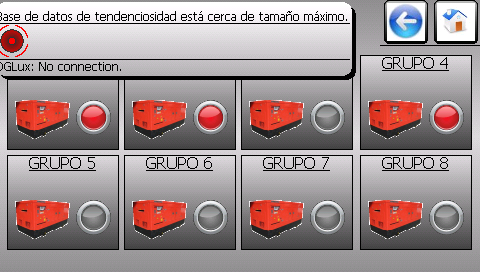 Base de datos de tendenciosidad está cerca de tamaño máximo.
DGLux: No connection.
GRUPO 4
GRUPO 5
GRUPO 6
GRUPO 7
GRUPO 8